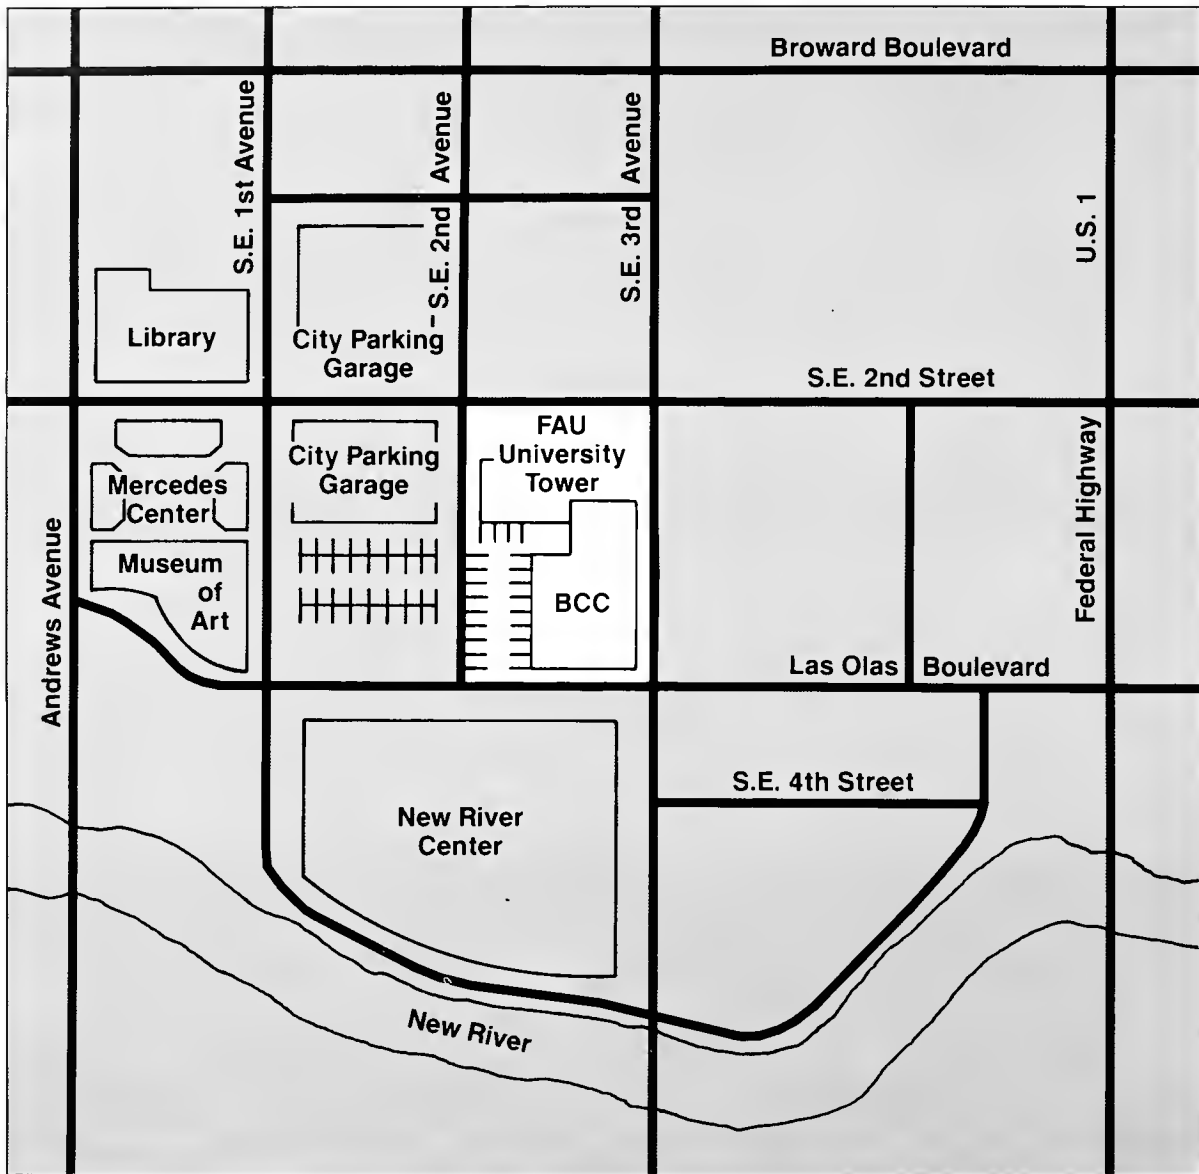 Broward Boulevard
S.E. 1st Avenue
S.E. 2nd Avenue
S.E. 3rd Avenue
U.S. 1
Library
City Parking
Garage
S.E. 2nd Street
FAU
University
Tower
City Parking
Garage
Mercedes
Center
Museum
of
Art
BCC
Andrews Avenue
Federal Highway
Las Olas Boulevard
S.E. 4th Street
New River
Center
New River